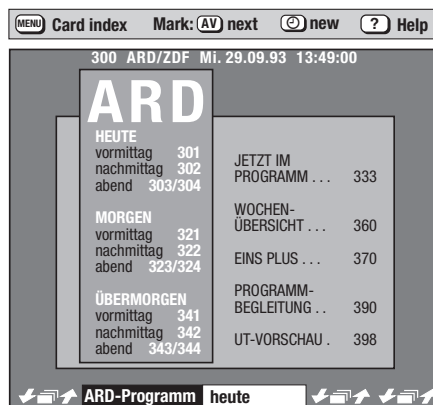 MENU Card index Mark: AV next new ? Help
300 ARD/ZDF Mi. 29.09.93 13:49:00
ARD
HEUTE
vormittag 301
nachmittag 302
abend 303/304
MORGEN
vormittag 321
nachmittag 322
abend 323/324
ÜBERMORGEN
vormittag 341
nachmittag 342
abend 343/344
JETZT IM
PROGRAMM . . . 333
WOCHEN-
ÜBERSICHT . . . 360
EINS PLUS . . . 370
PROGRAMM-
BEGLEITUNG . . 390
UT-VORSCHAU . 398
ARD-Programm heute